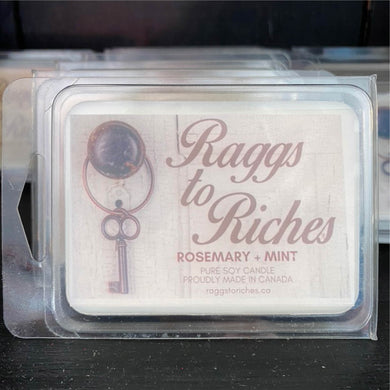 Raggs
to
Riches
ROSEMARY + MINT
PURE SOY CANDLE
PROUDLY MADE IN CANADA
raggstoriches.ca